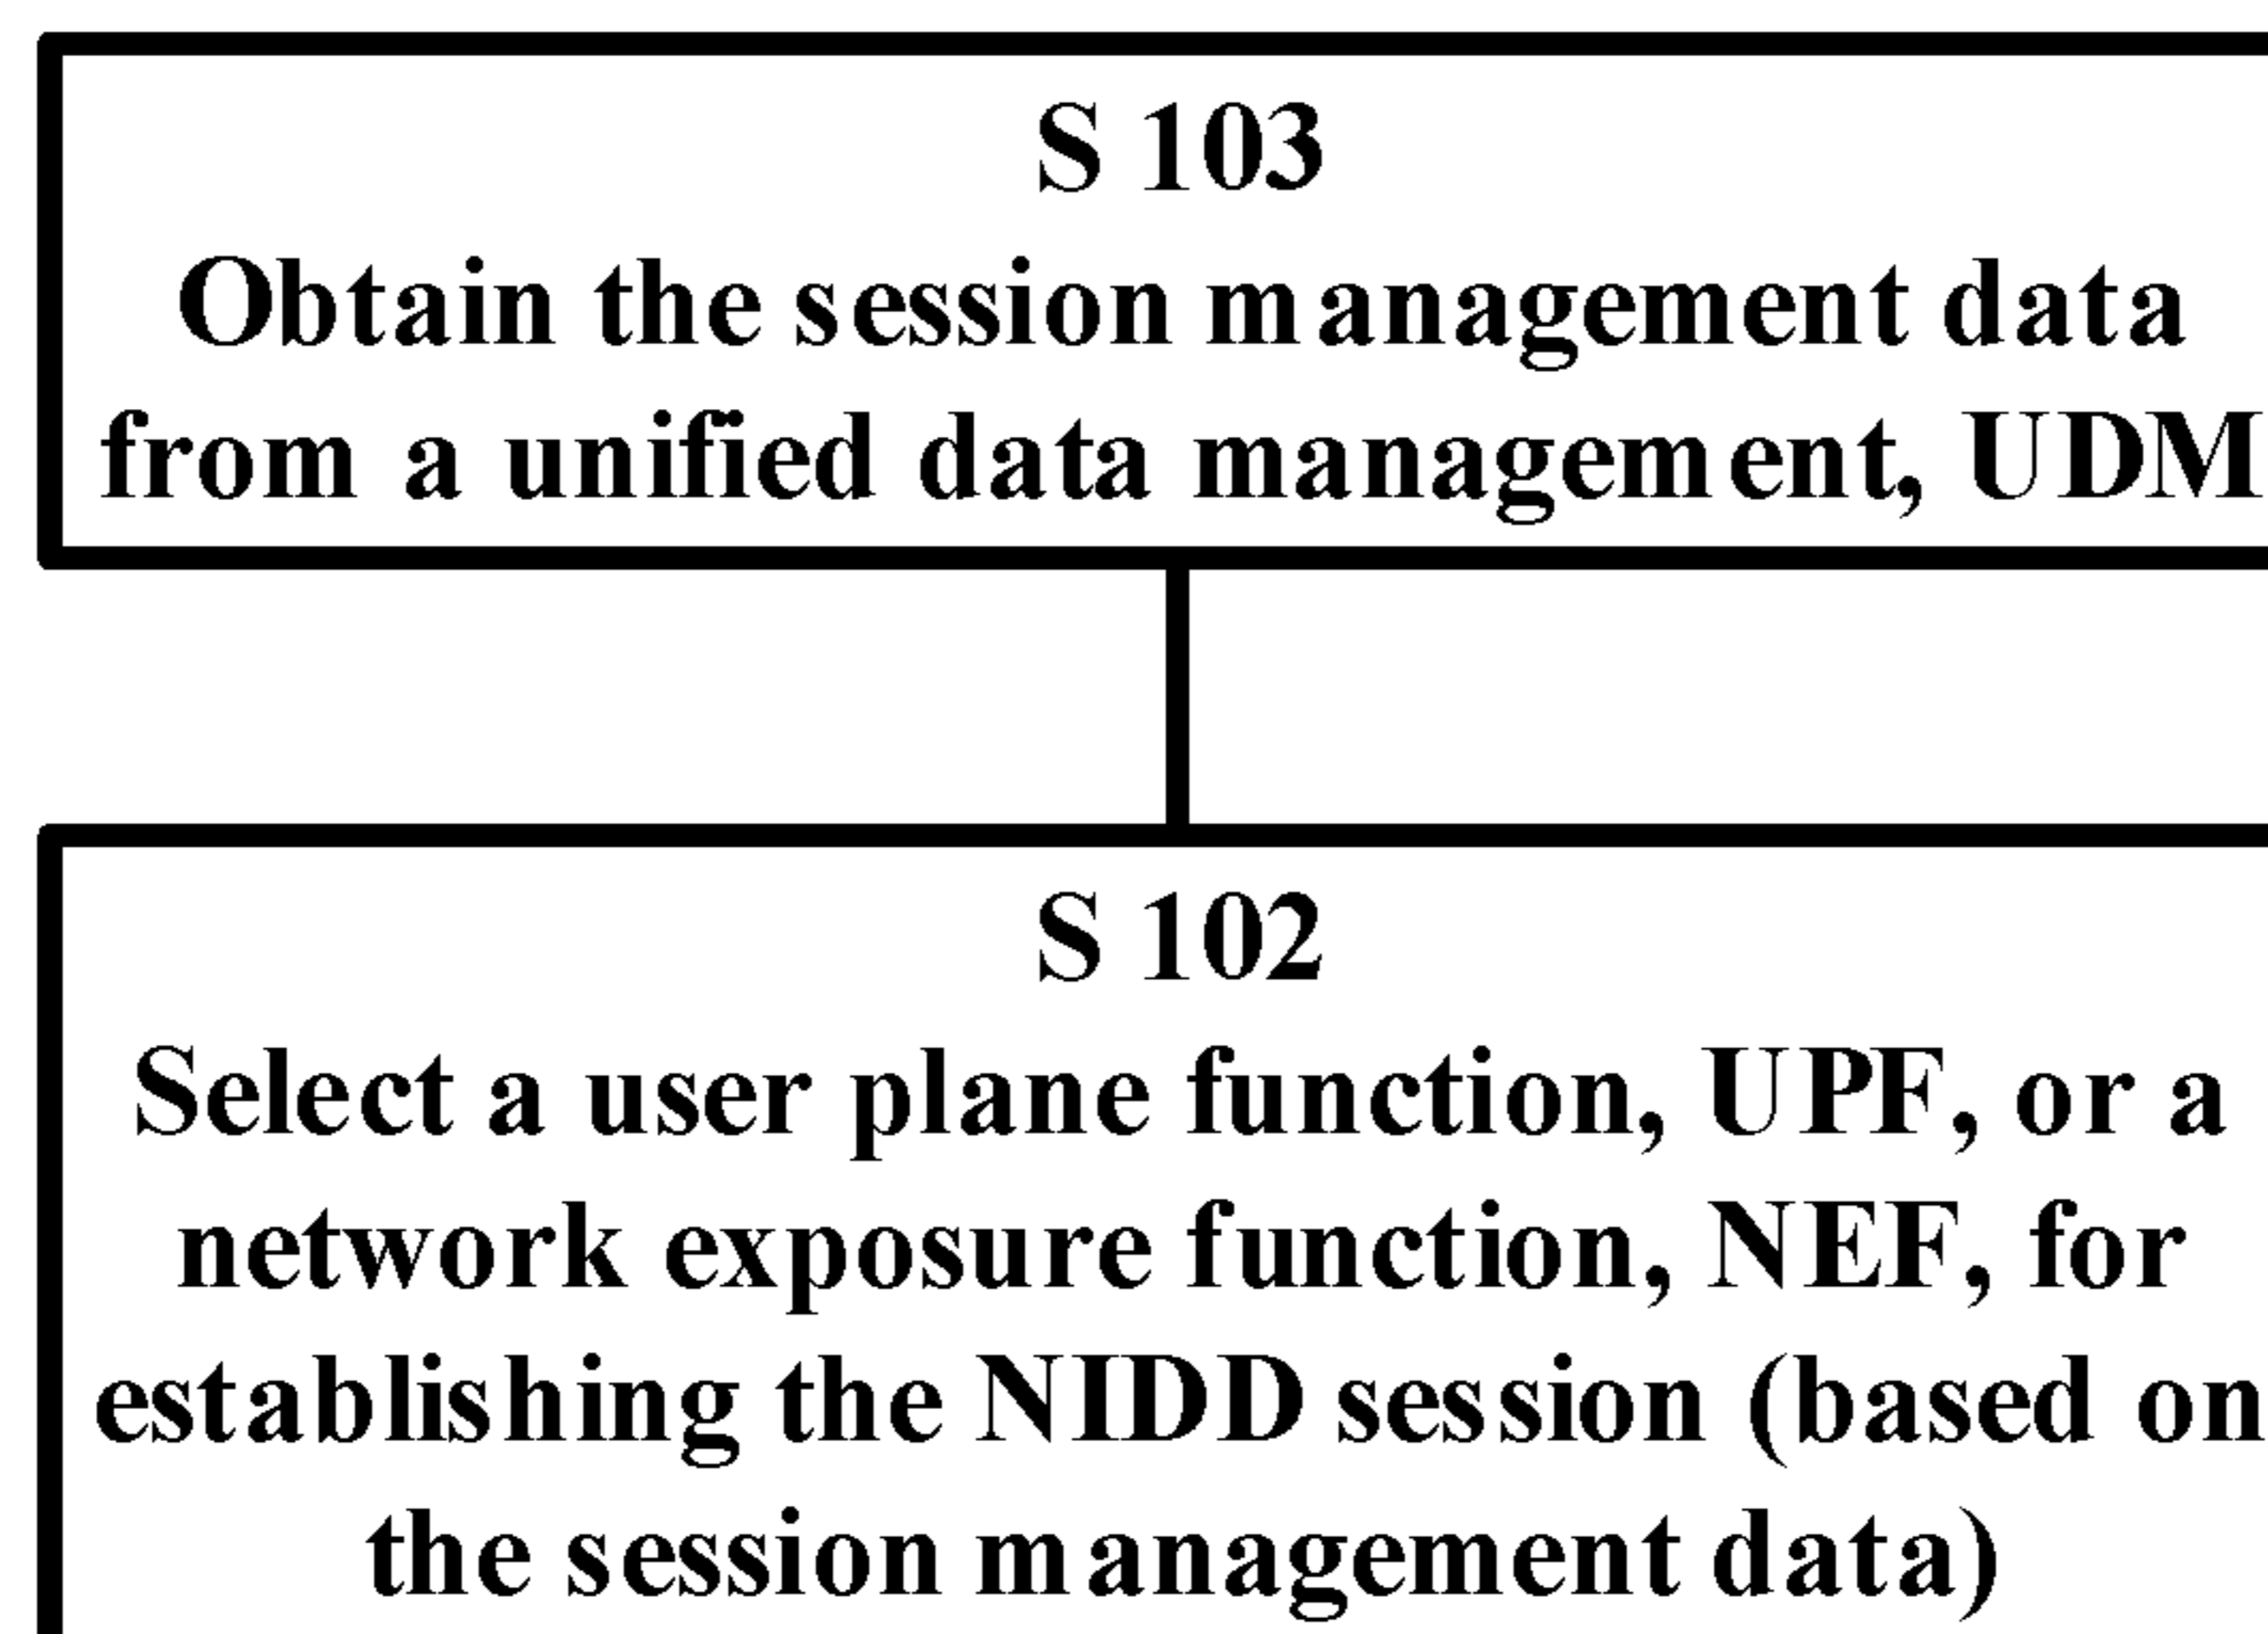 S 103
Obtain the session management data
from a unified data management, UDM
S 102
Select a user plane function, UPF, or a
network exposure function, NEF, for
establishing the NIDD session (based on
the session management data)